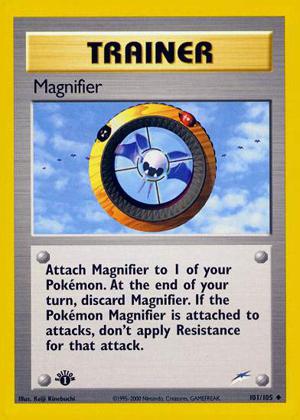 TRAINER
Magnifier
Attach Magnifier to 1 of your
Pokémon. At the end of your
turn, discard Magnifier. If the
Pokémon Magnifier is attached to
attacks, don't apply Resistance
for that attack.
EDITION
1
Illus. Keiji Kinebuchi
©1995-2000 Nintendo, Creatures, GAMEFREAK.
101/105